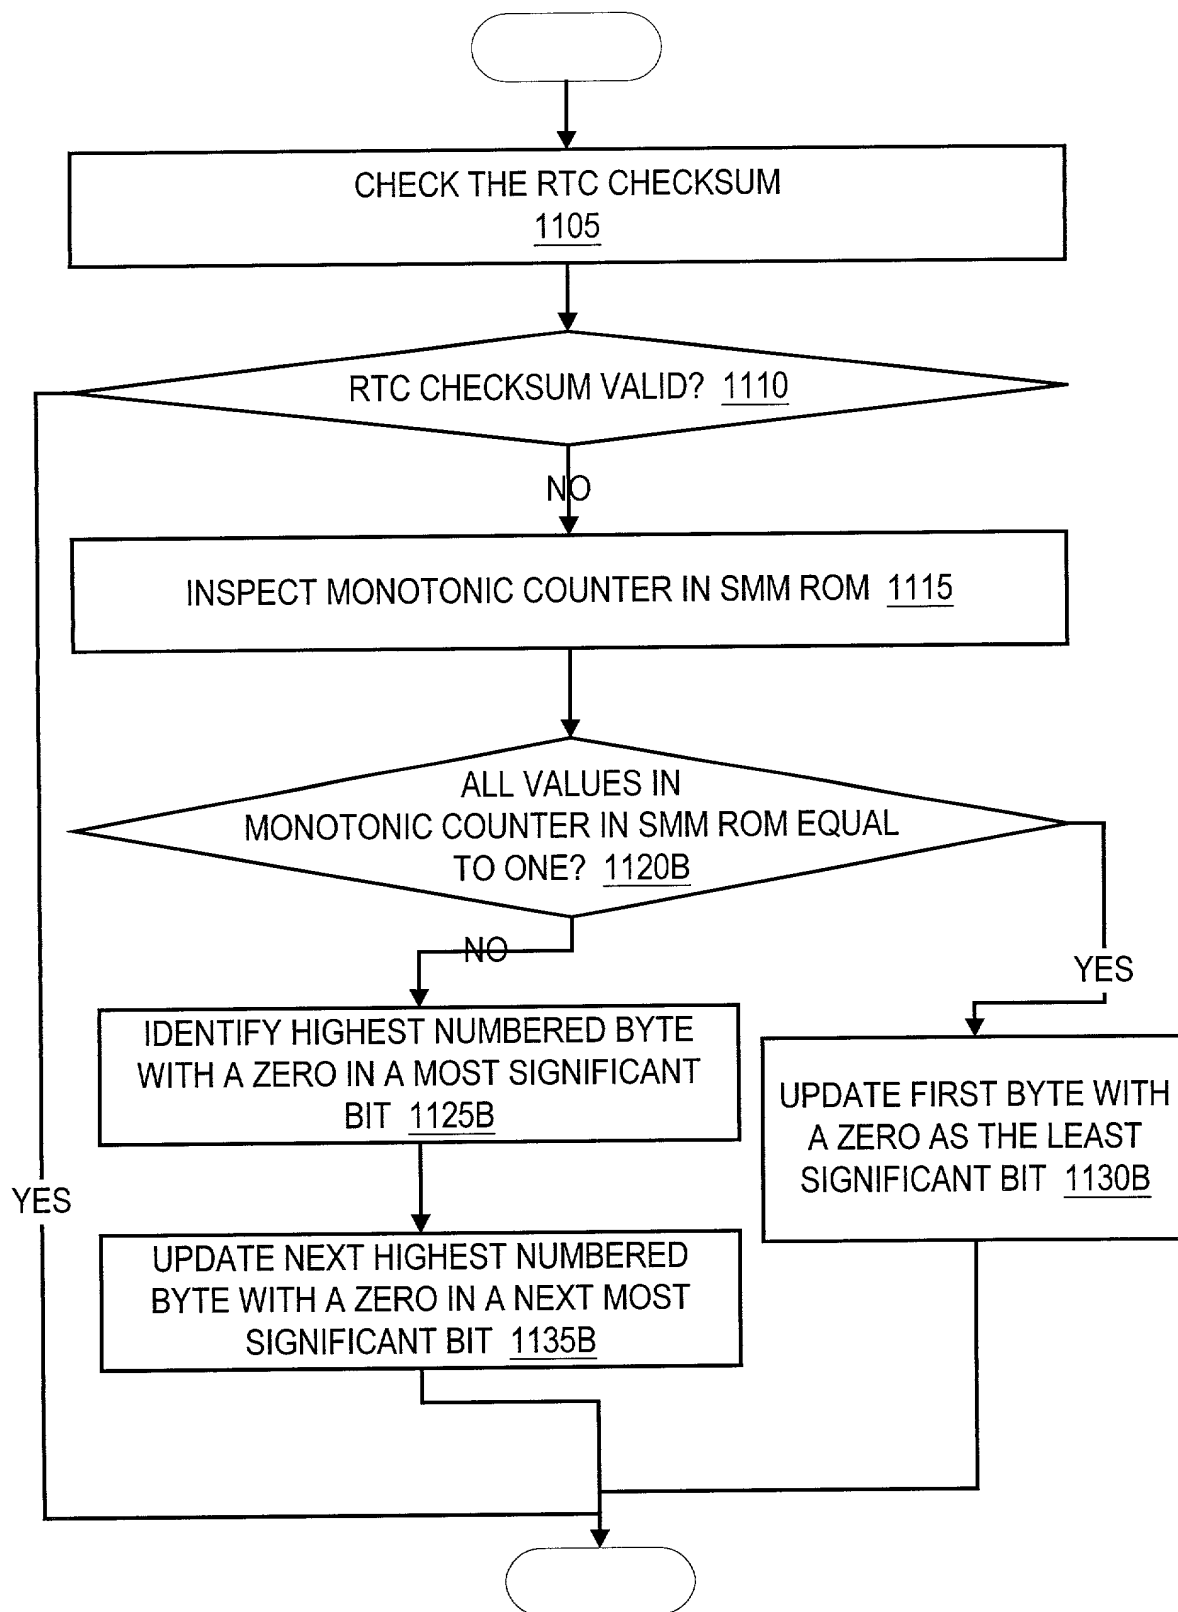 CHECK THE RTC CHECKSUM
1105
RTC CHECKSUM VALID? 1110
NO
INSPECT MONOTONIC COUNTER IN SMM ROM 1115
ALL VALUES IN
MONOTONIC COUNTER IN SMM ROM EQUAL
TO ONE? 1120B
NO
YES
IDENTIFY HIGHEST NUMBERED BYTE
WITH A ZERO IN A MOST SIGNIFICANT
BIT 1125B
UPDATE FIRST BYTE WITH
A ZERO AS THE LEAST
SIGNIFICANT BIT 1130B
YES
UPDATE NEXT HIGHEST NUMBERED
BYTE WITH A ZERO IN A NEXT MOST
SIGNIFICANT BIT 1135B